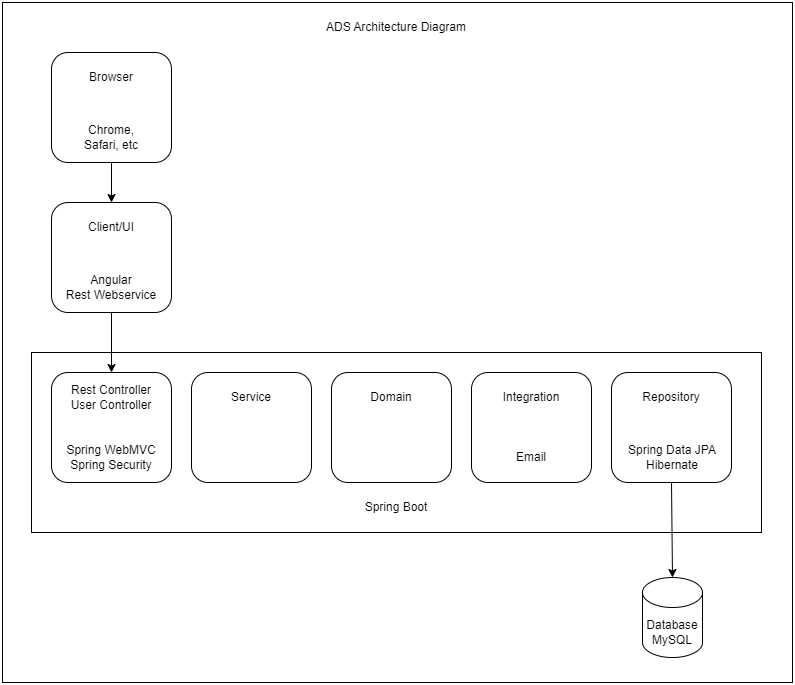 ADS Architecture Diagram
Browser
Chrome,
Safari, etc
Client/UI
Angular
Rest Webservice
Rest Controller
User Controller
Spring WebMVC
Spring Security
Service
Domain
Integration
Email
Repository
Spring Data JPA
Hibernate
Spring Boot
Database
MySQL